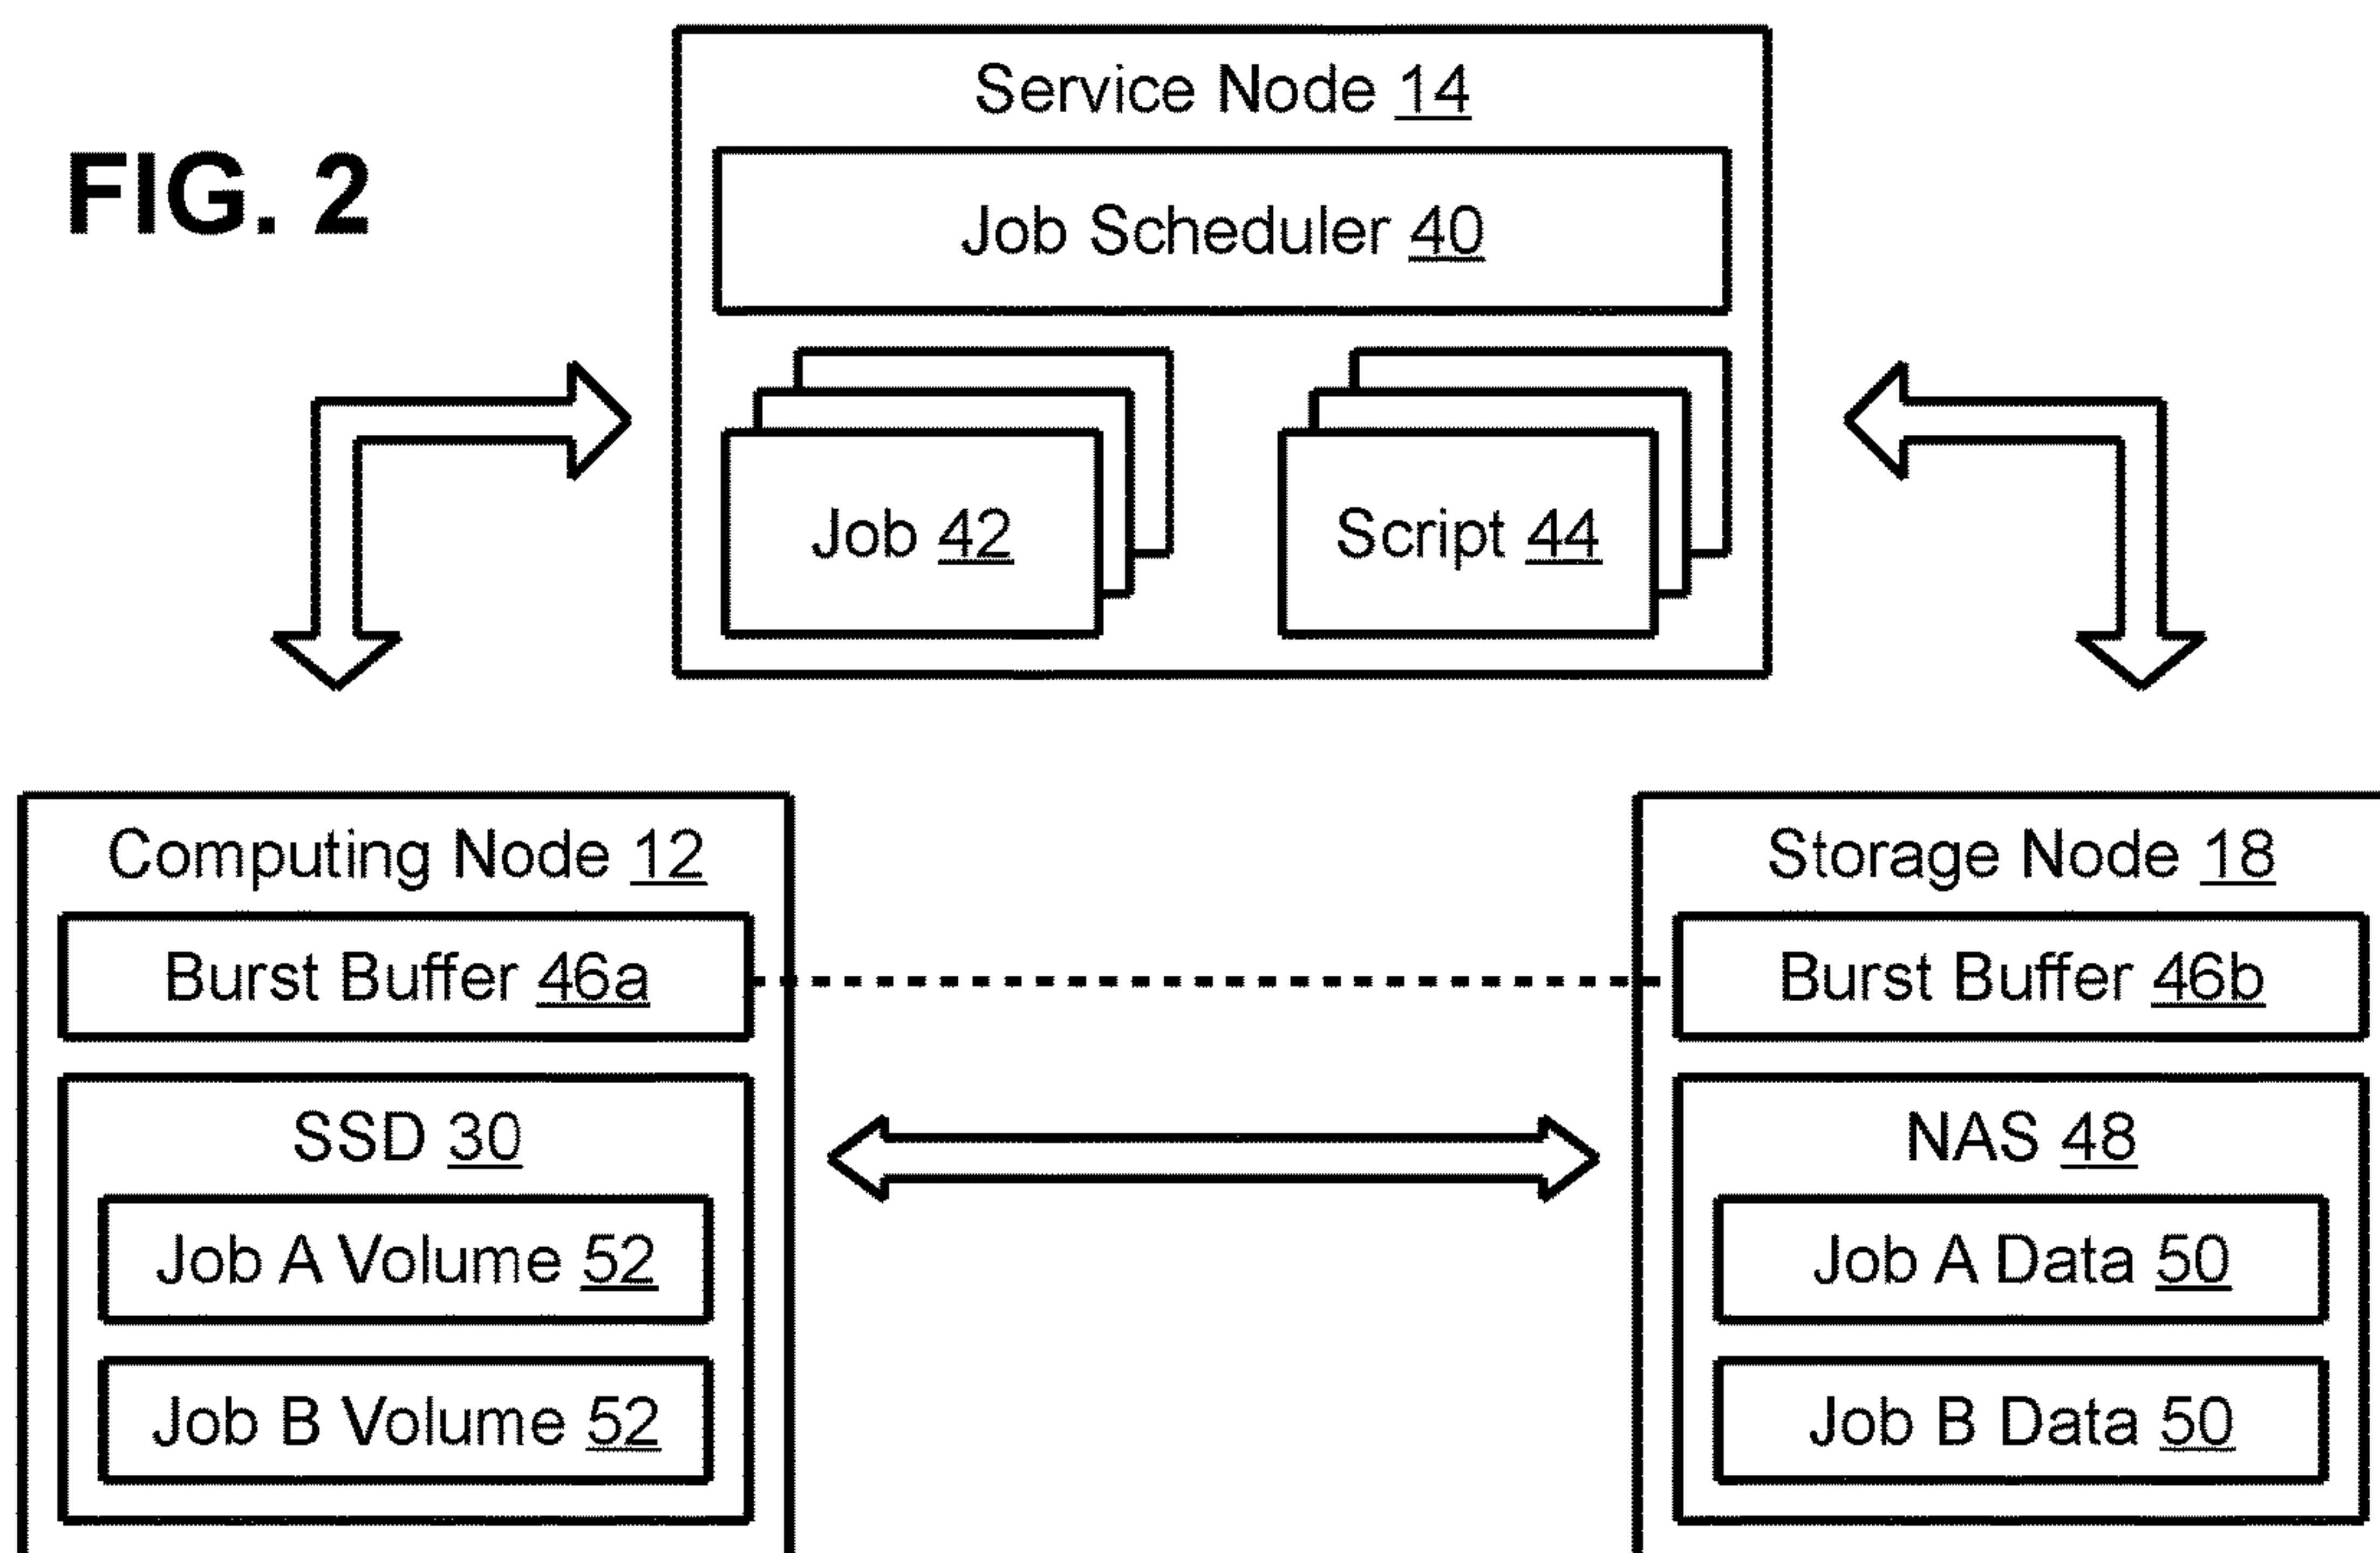 FIG. 2
Service Node 14
Job Scheduler 40
Job 42
Script 44
Computing Node 12
Burst Buffer 46a
SSD 30
Job A Volume 52
Job B Volume 52
Storage Node 18
Burst Buffer 46b
NAS 48
Job A Data 50
Job B Data 50